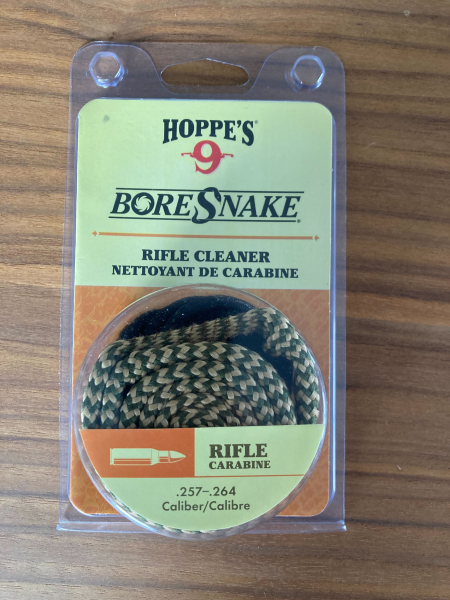 HOPPE'S®
9
BORESNAKE®
RIFLE CLEANER
NETTOYANT DE CARABINE
RIFLE
CARABINE
.257–.264
Caliber/Calibre